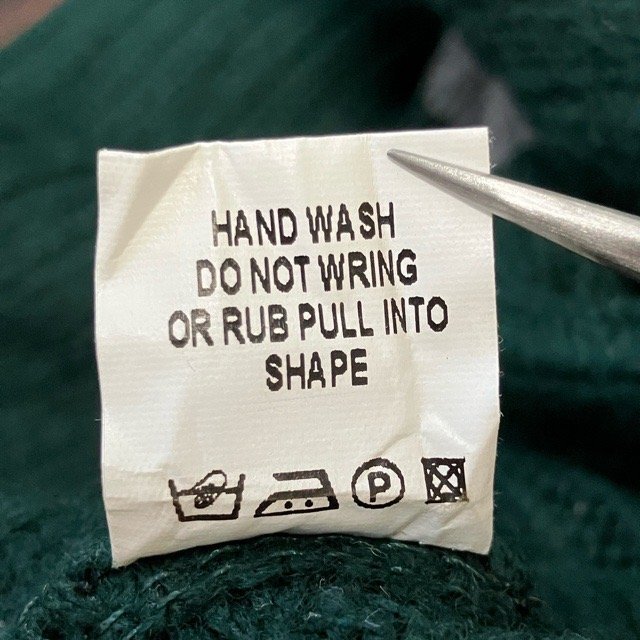 HAND WASH
DO NOT WRING
OR RUB PULL INTO
SHAPE
P